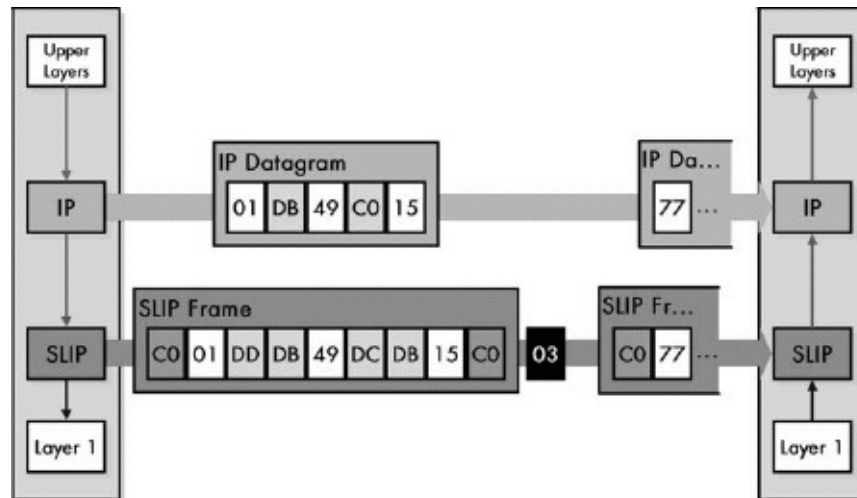 Upper
Layers
Upper
Layers
IP Datagram
IP Da...
IP
01 DB 49 C0 15
77 ...
IP
SLIP Frame
SLIP Fr...
SLIP
C0 01 DD DB 49 DC DB 15 C0
03
C0 77 ...
SLIP
Layer 1
Layer 1